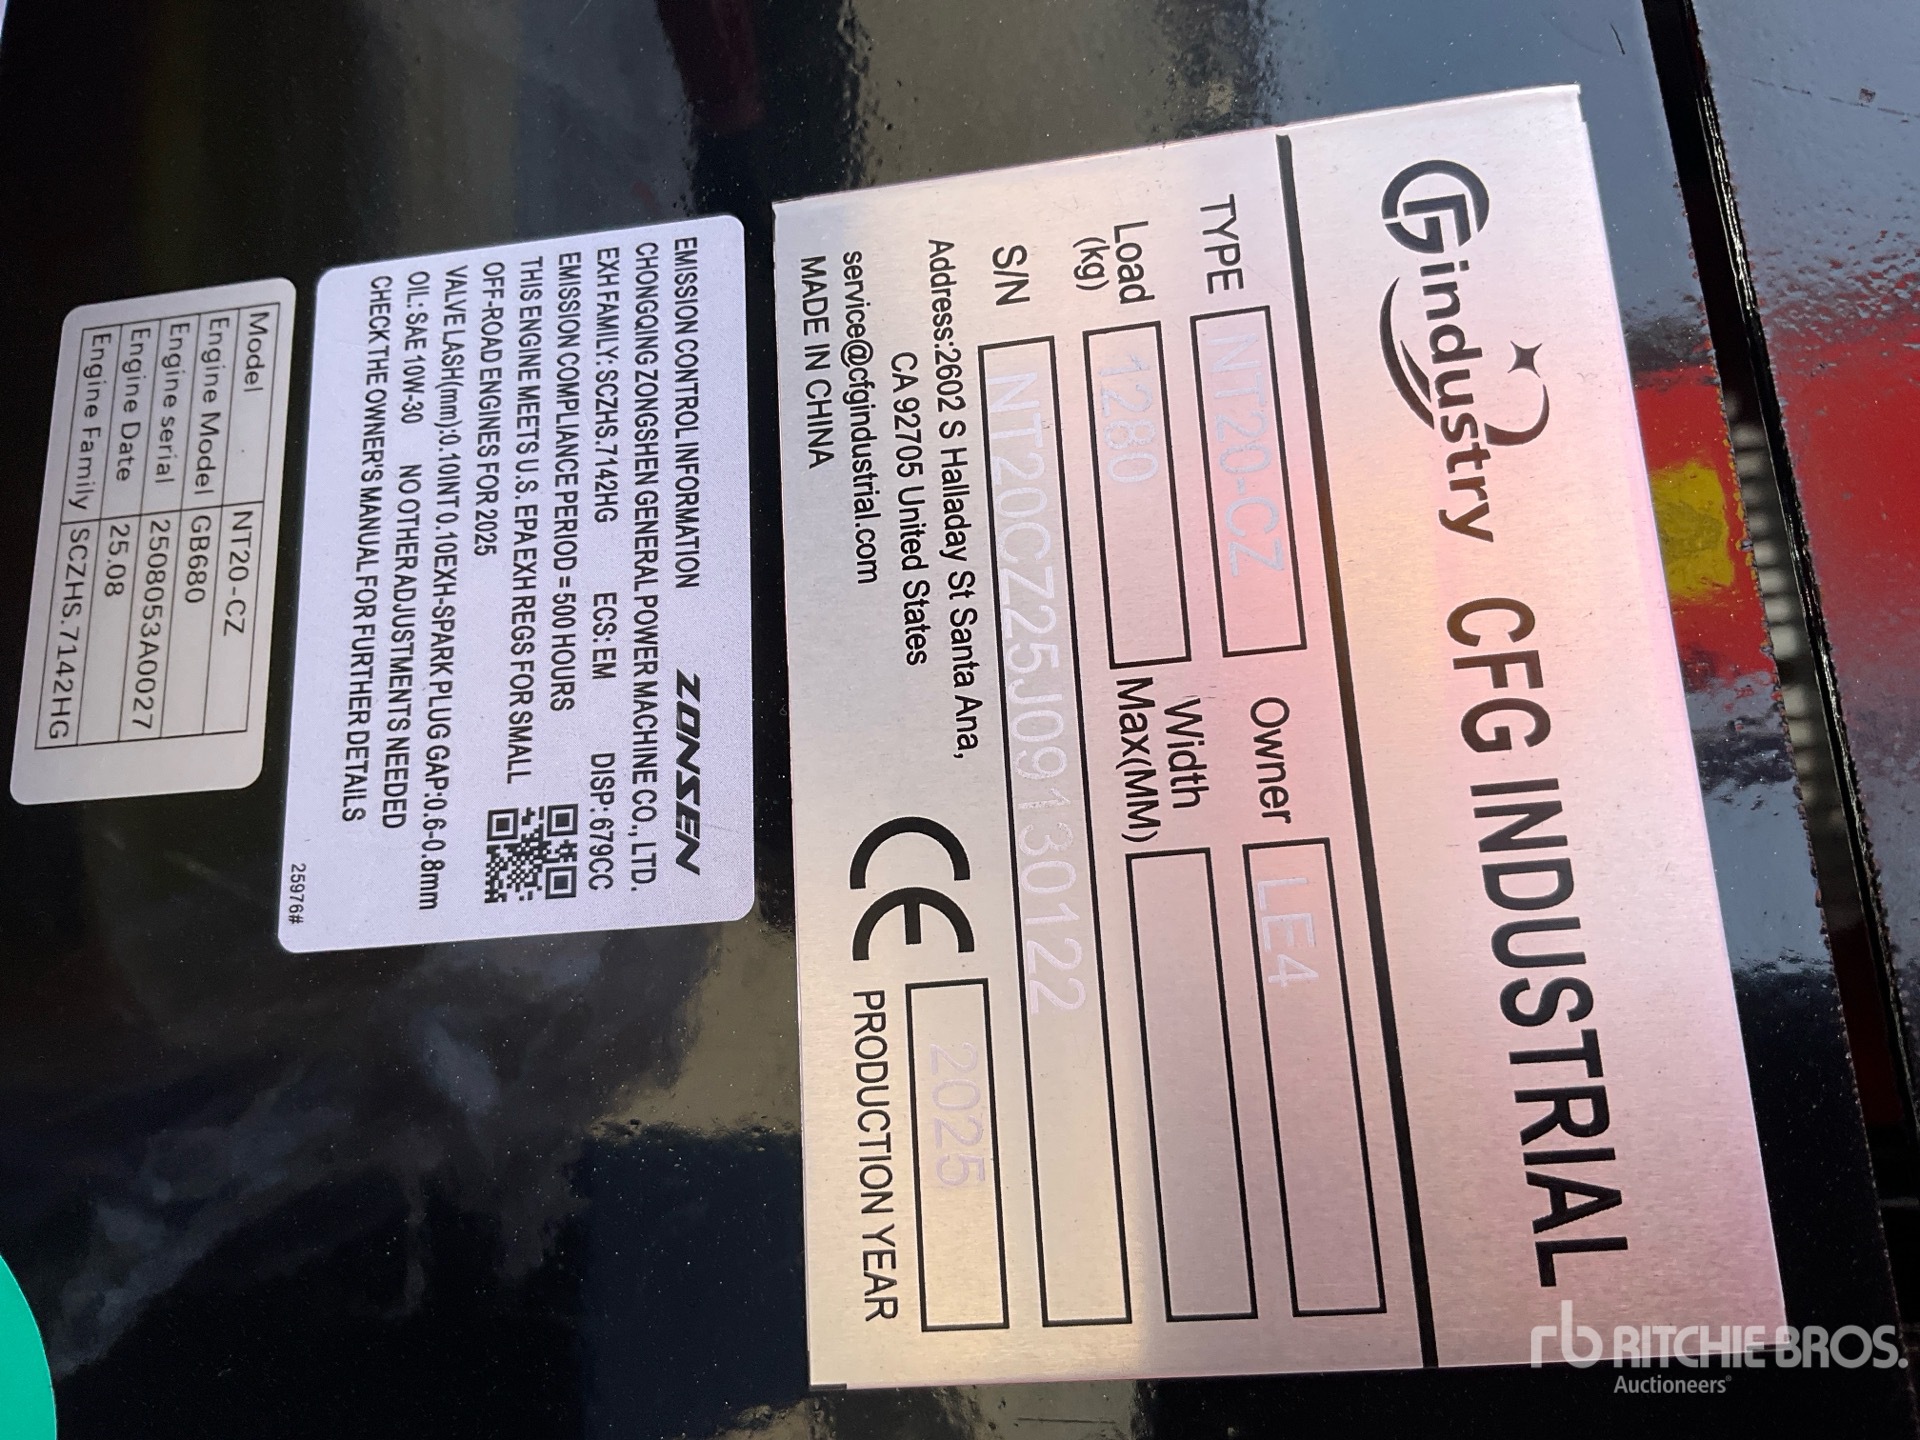 CFG industry CFG INDUSTRIAL
TYPE NT20-CZ Owner LE4
Load (kg) 1280 Width Max(MM)
S/N NT20CZ25J09130122
Address:2602 S Halladay St Santa Ana,
CA 92705 United States
service@cfgindustrial.com
MADE IN CHINA
CE 2025
PRODUCTION YEAR
EMISSION CONTROL INFORMATION ZONSEN
CHONGQING ZONGSHEN GENERAL POWER MACHINE CO., LTD.
EXH FAMILY: SCZHS.7142HG ECS: EM DISP: 679CC
EMISSION COMPLIANCE PERIOD = 500 HOURS
THIS ENGINE MEETS U.S. EPA EXH REGS FOR SMALL
OFF-ROAD ENGINES FOR 2025
VALVE LASH(mm):0.10INT 0.10EXH-SPARK PLUG GAP:0.6-0.8mm
OIL: SAE 10W-30 NO OTHER ADJUSTMENTS NEEDED
CHECK THE OWNER'S MANUAL FOR FURTHER DETAILS
25976#
Model NT20-CZ
Engine Model GB680
Engine serial 2508053A0027
Engine Date 25.08
Engine Family SCZHS.7142HG
rb RITCHIE BROS.
Auctioneers